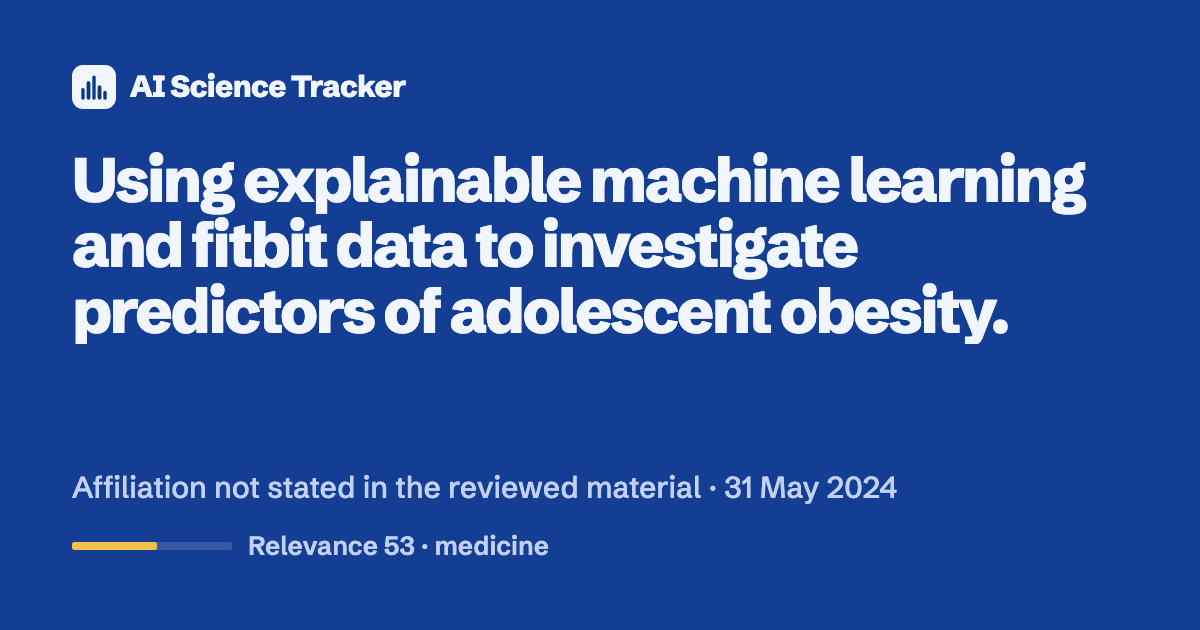 AI Science Tracker
Using explainable machine learning
and fitbit data to investigate
predictors of adolescent obesity.
Affiliation not stated in the reviewed material · 31 May 2024
Relevance 53 · medicine